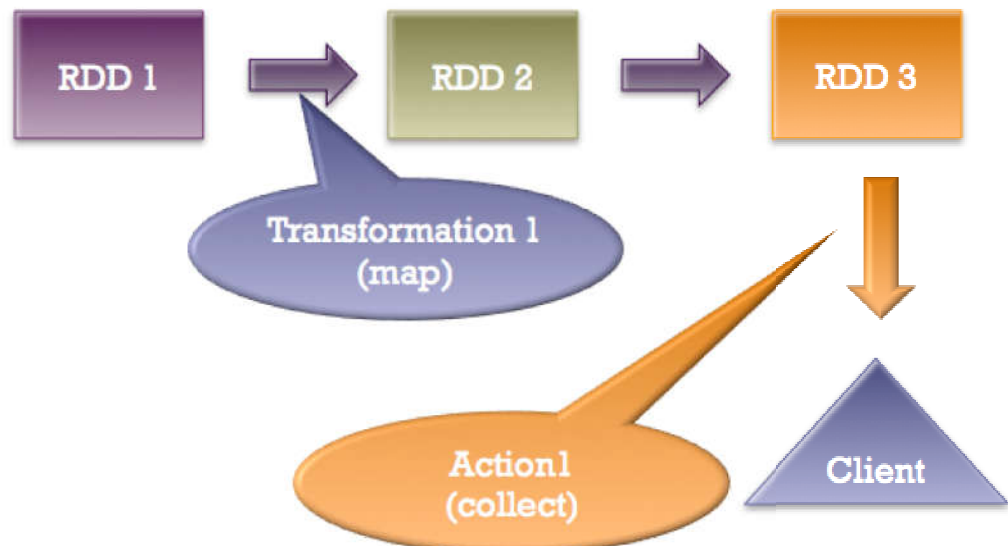 RDD 1
RDD 2
RDD 3
Transformation 1
(map)
Action1
(collect)
Client